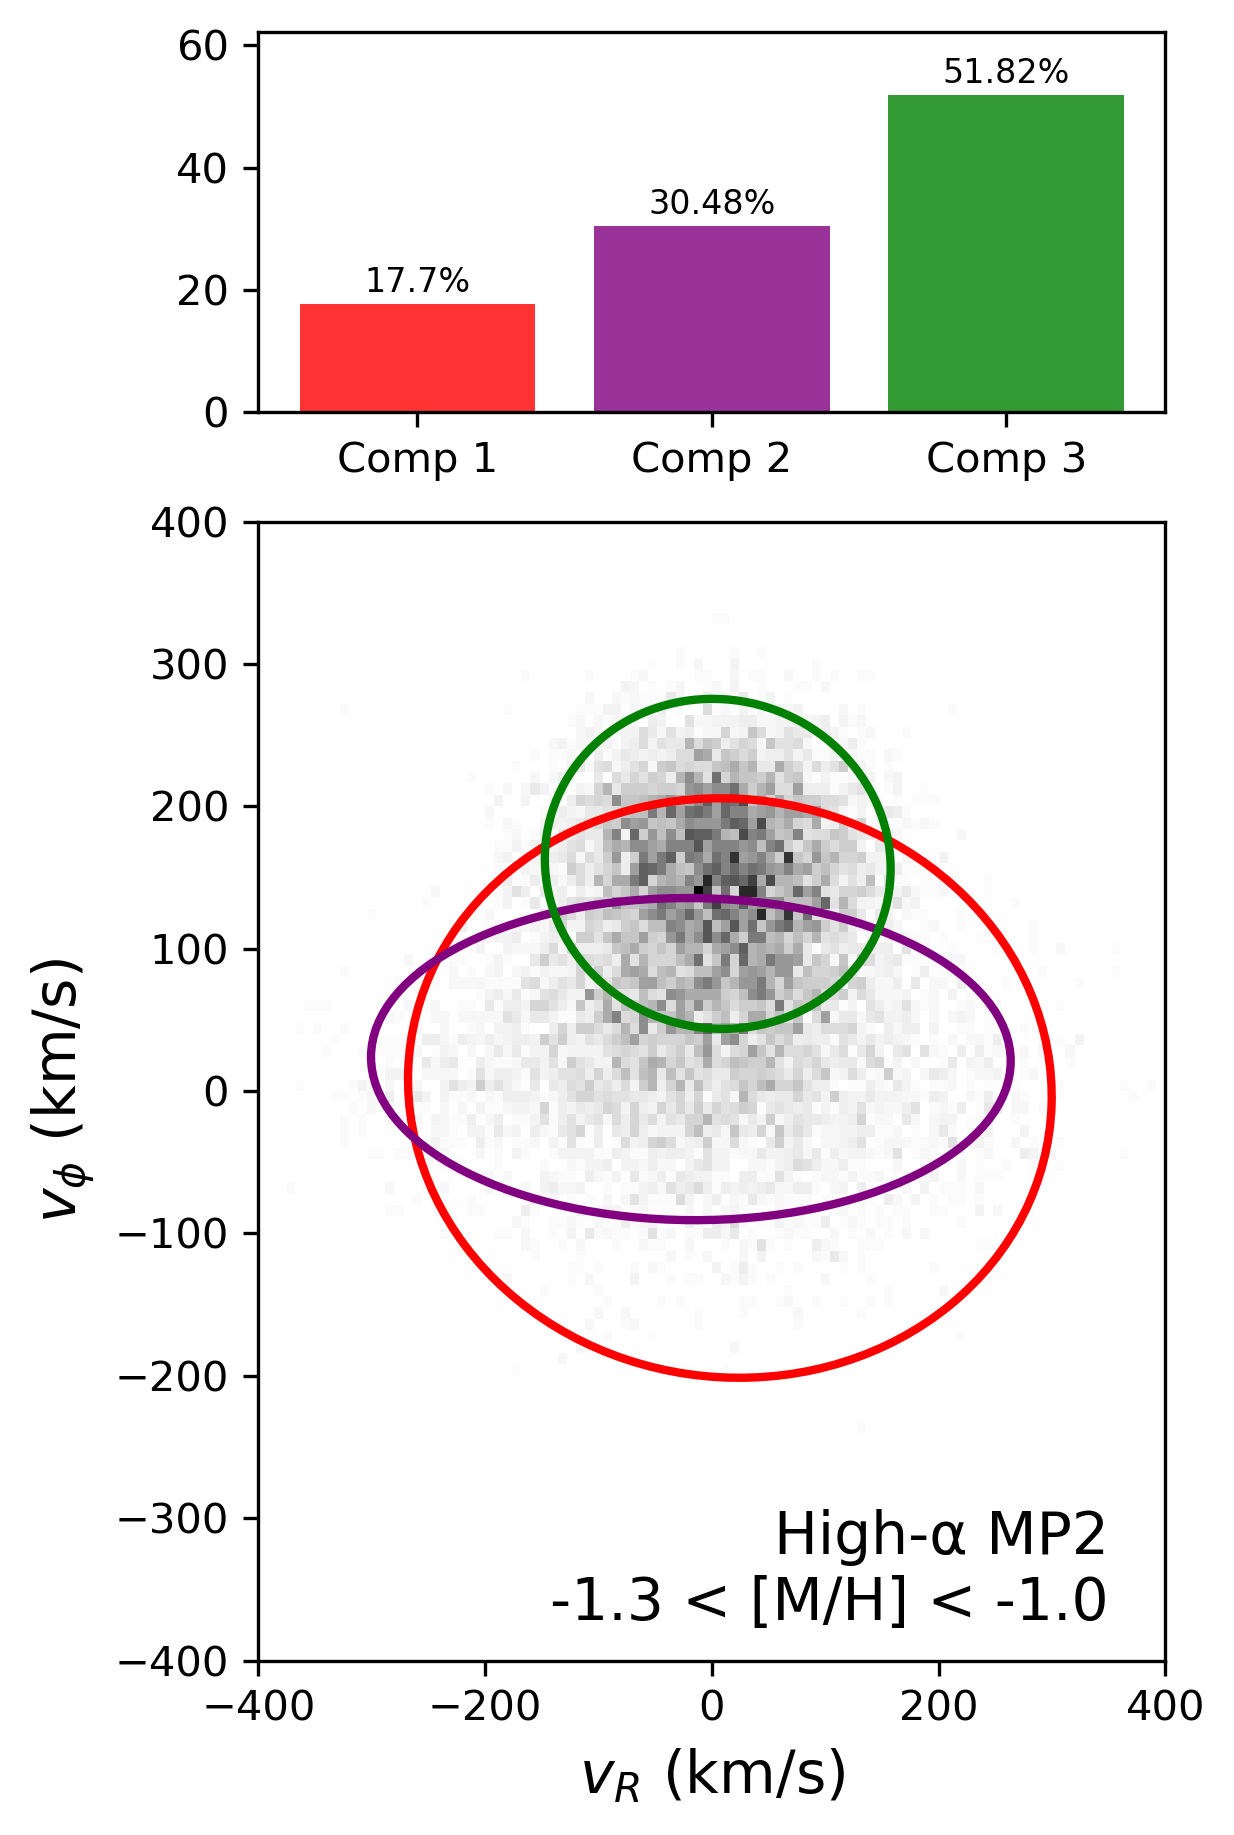 60
51.82%
40
30.48%
20
17.7%
0
Comp 1 Comp 2 Comp 3
400
300
200
100
0
−100
−200
−300
−400
v_ϕ (km/s)
High-α MP2
-1.3 < [M/H] < -1.0
−400 −200 0 200 400
v_R (km/s)